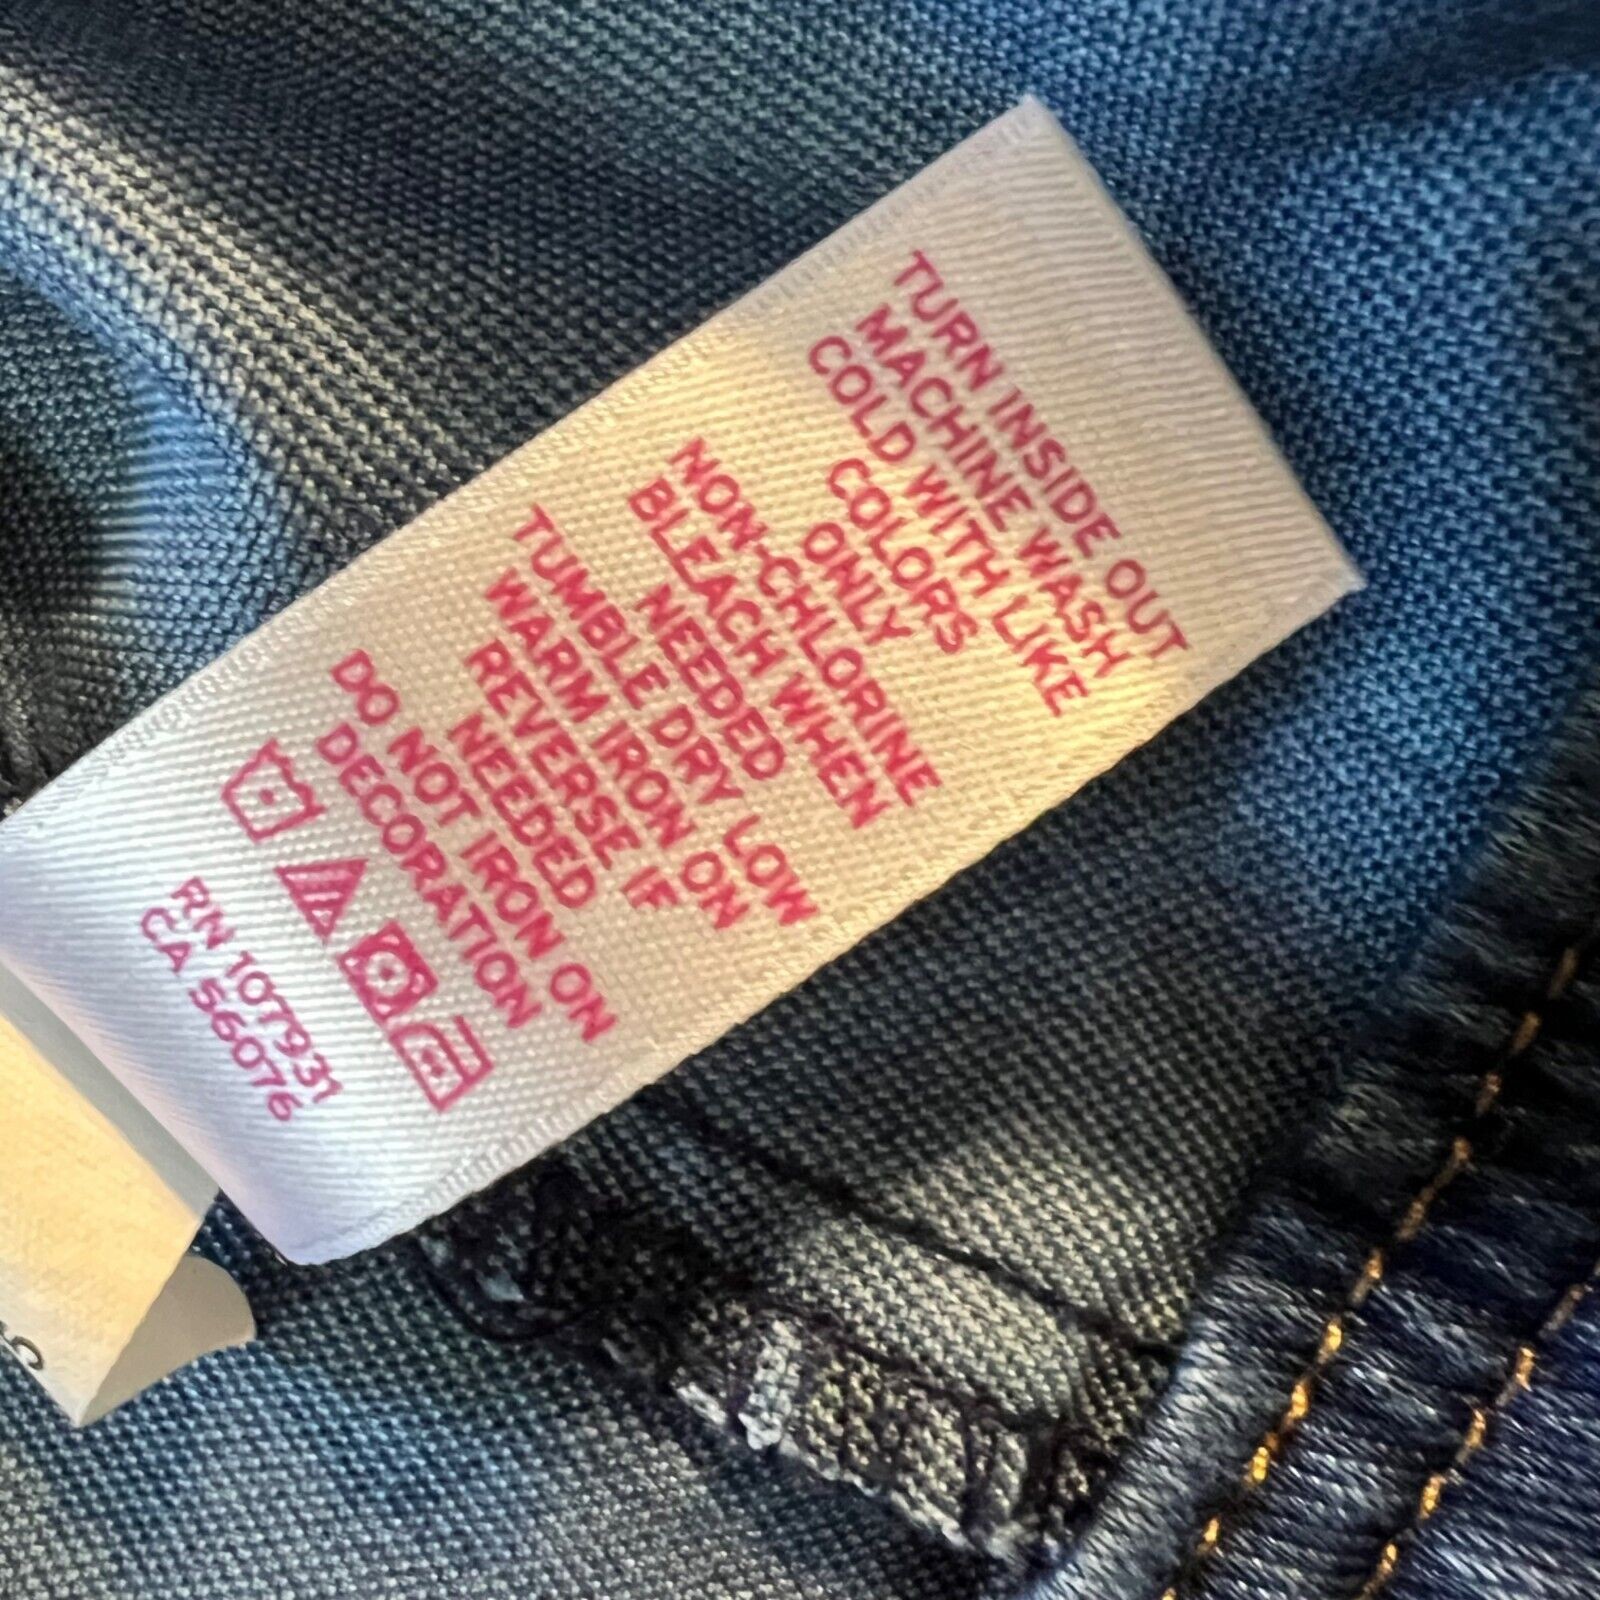 TURN INSIDE OUT
MACHINE WASH
COLD WITH LIKE
COLORS
ONLY
NON-CHLORINE
BLEACH WHEN
NEEDED
TUMBLE DRY LOW
WARM IRON ON
REVERSE IF
NEEDED
DO NOT IRON ON
DECORATION
RN 107931
CA 56076